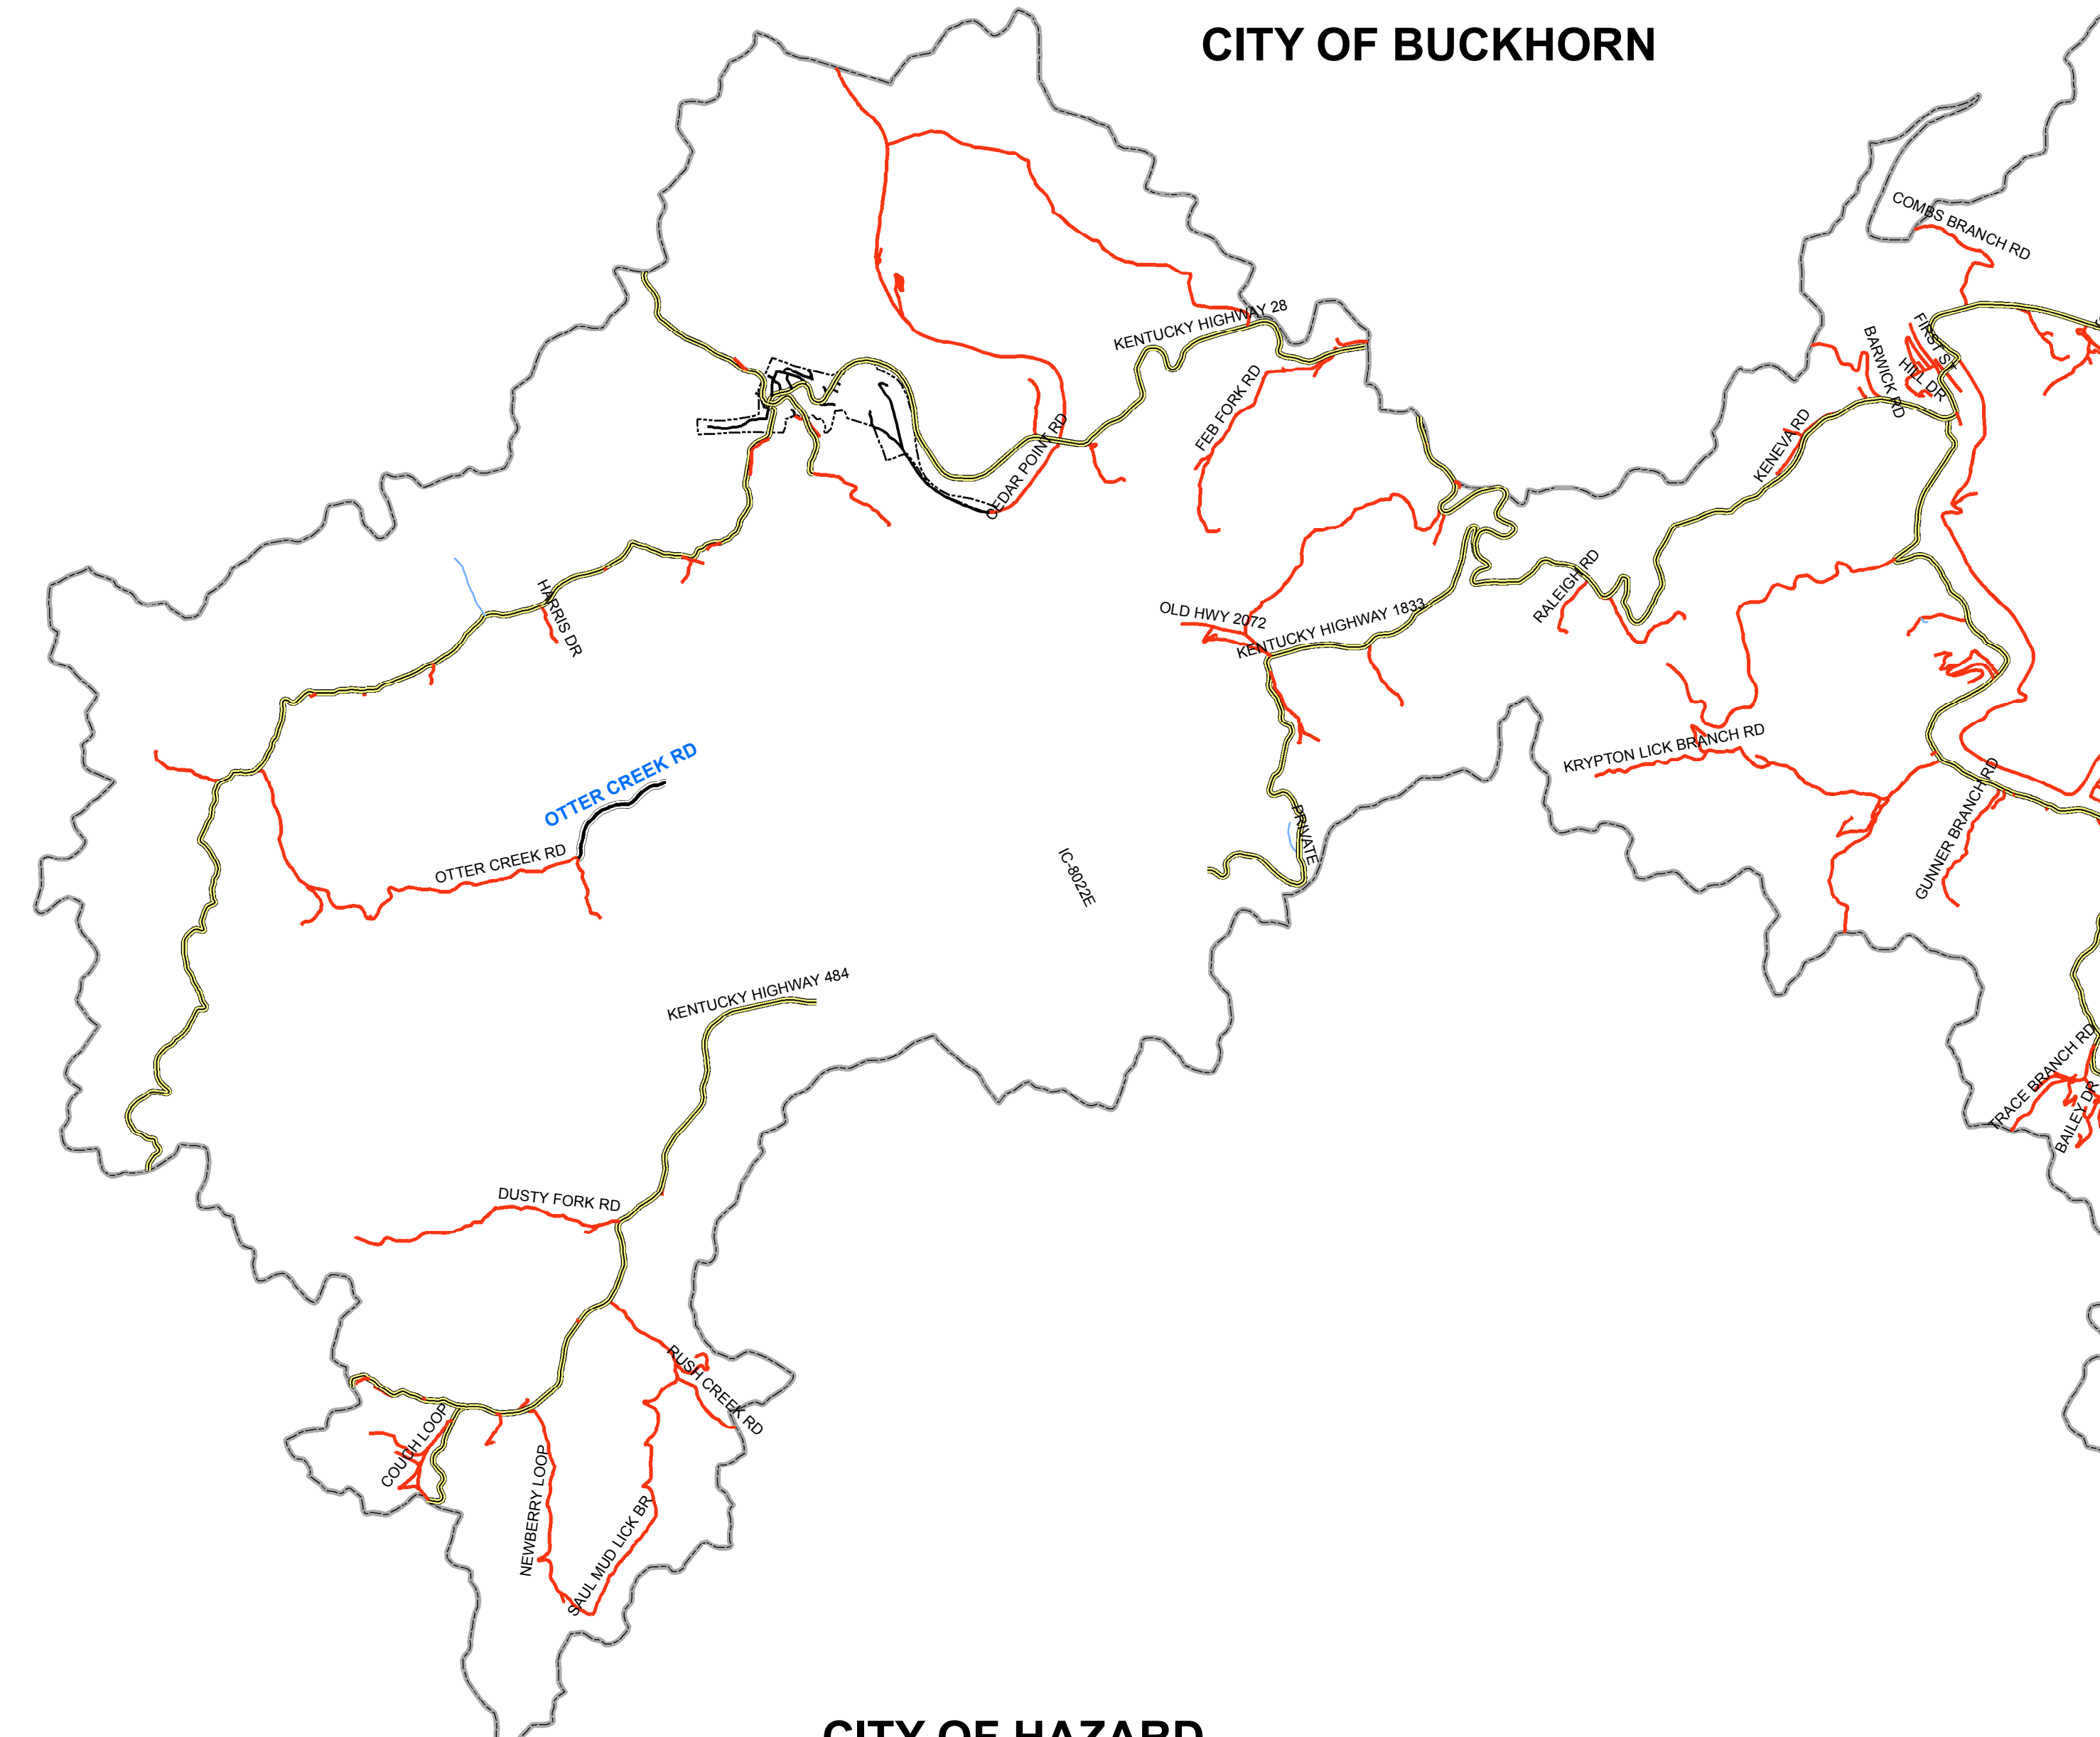 CITY OF BUCKHORN
COMBS BRANCH RD
KENTUCKY HIGHWAY 28
FIRST ST
BARWICK RD
HILL DR
FEB FORK RD
KENEVA RD
CEDAR POINT RD
HARRIS DR
RALEIGH RD
OLD HWY 2072
KENTUCKY HIGHWAY 1833
KRYPTON LICK BRANCH RD
OTTER CREEK RD
GUNNER BRANCH RD
PRIVATE
OTTER CREEK RD
IC-8022E
KENTUCKY HIGHWAY 484
TRACE BRANCH RD
BAILEY DR
DUSTY FORK RD
RUSH CREEK RD
COUCH LOOP
NEWBERRY LOOP
SAUL MUD LICK BR
CITY OF HAZARD